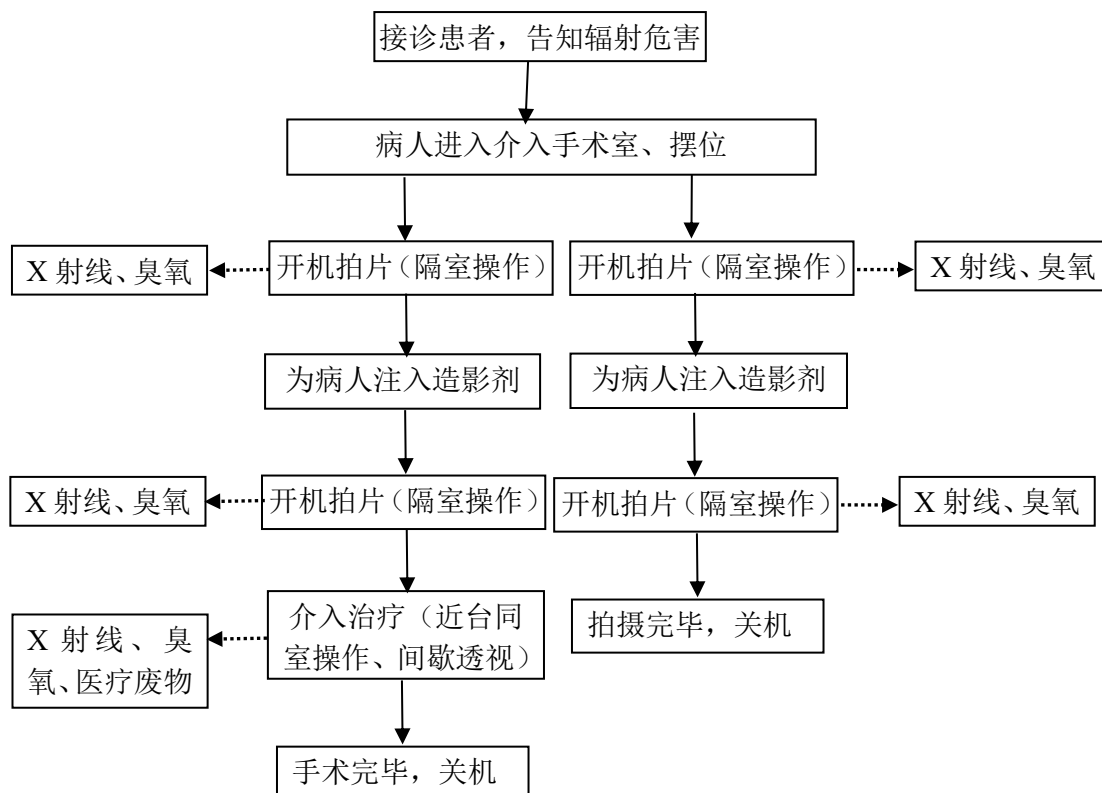 接诊患者，告知辐射危害
病人进入介入手术室、摆位
X 射线、臭氧
开机拍片（隔室操作）
开机拍片（隔室操作）
X 射线、臭氧
为病人注入造影剂
为病人注入造影剂
X 射线、臭氧
开机拍片（隔室操作）
开机拍片（隔室操作）
X 射线、臭氧
X 射线、臭
氧、医疗废物
介入治疗（近台同
室操作、间歇透视）
拍摄完毕，关机
手术完毕，关机